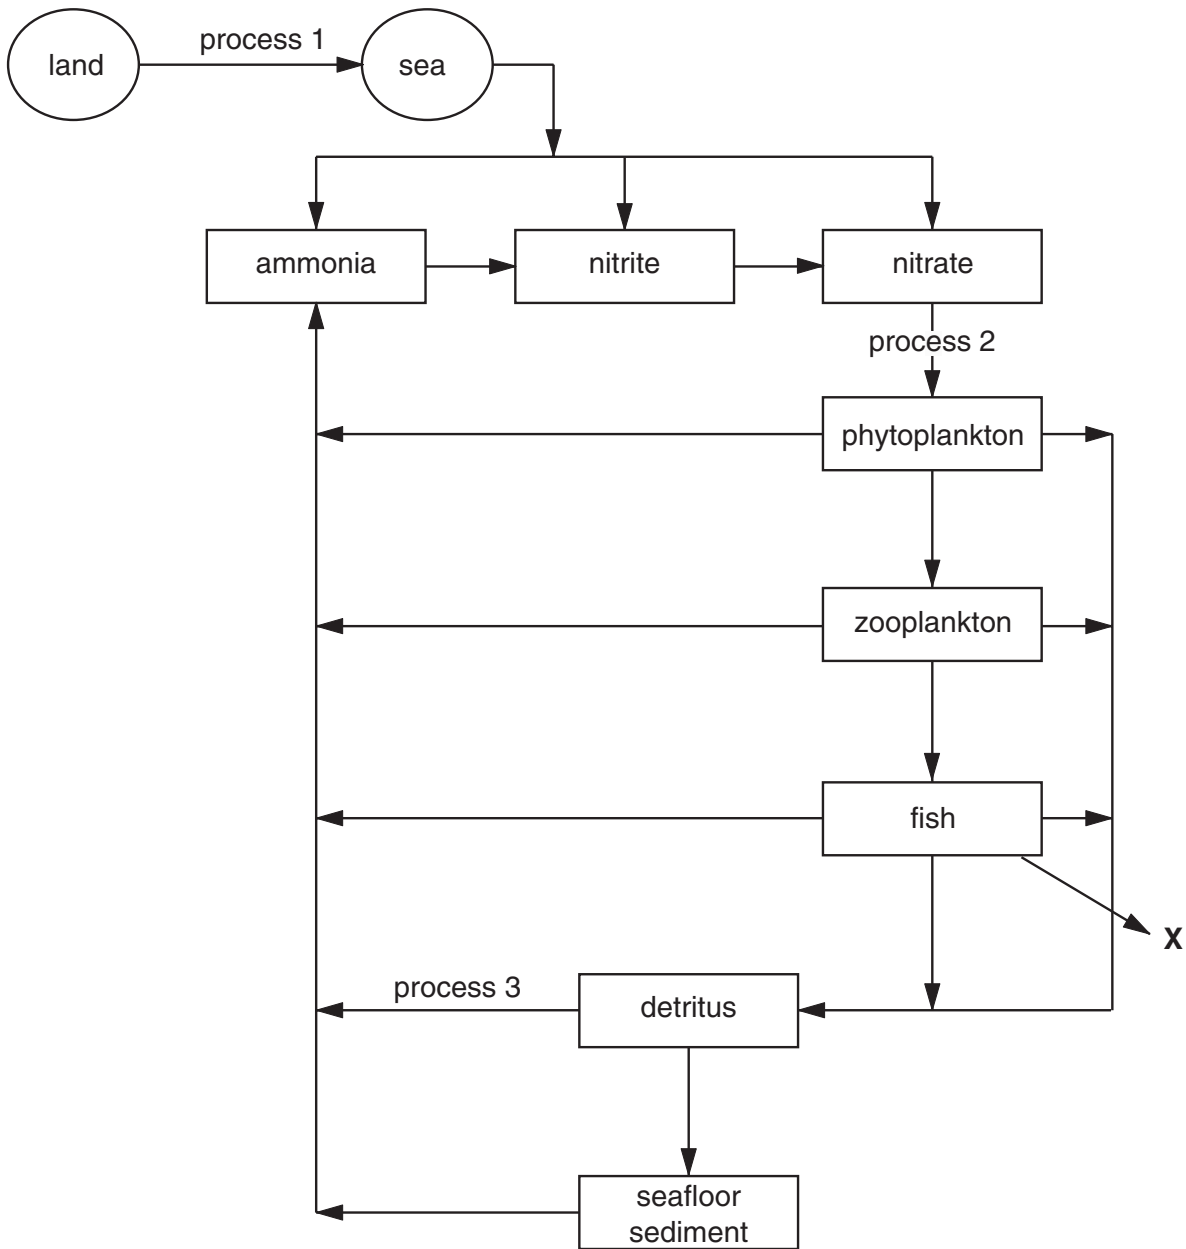 process 1
land
sea
ammonia
nitrite
nitrate
process 2
phytoplankton
zooplankton
fish
X
process 3
detritus
seafloor
sediment